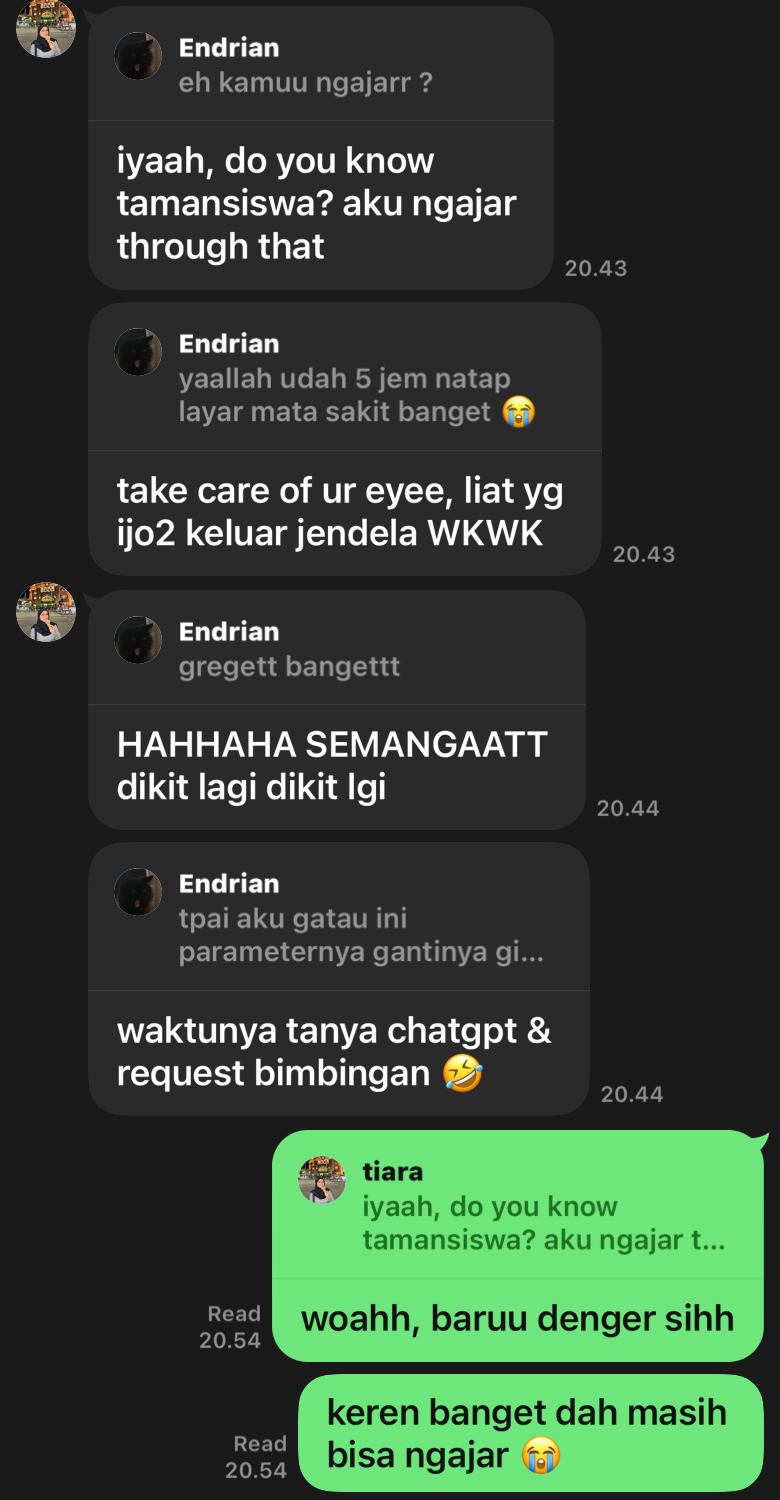 Endrian
eh kamuu ngajarr ?
iyaah, do you know
tamansiswa? aku ngajar
through that
20.43
Endrian
yaallah udah 5 jem natap
layar mata sakit banget 😭
take care of ur eyee, liat yg
ijo2 keluar jendela WKWK
20.43
Endrian
gregett bangettt
HAHHAHA SEMANGAATT
dikit lagi dikit lgi
20.44
Endrian
tpai aku gatau ini
parameternya gantinya gi...
waktunya tanya chatgpt &
request bimbingan 🤣
20.44
tiara
iyaah, do you know
tamansiswa? aku ngajar t...
woahh, baruu denger sihh
Read
20.54
keren banget dah masih
bisa ngajar 😭
Read
20.54